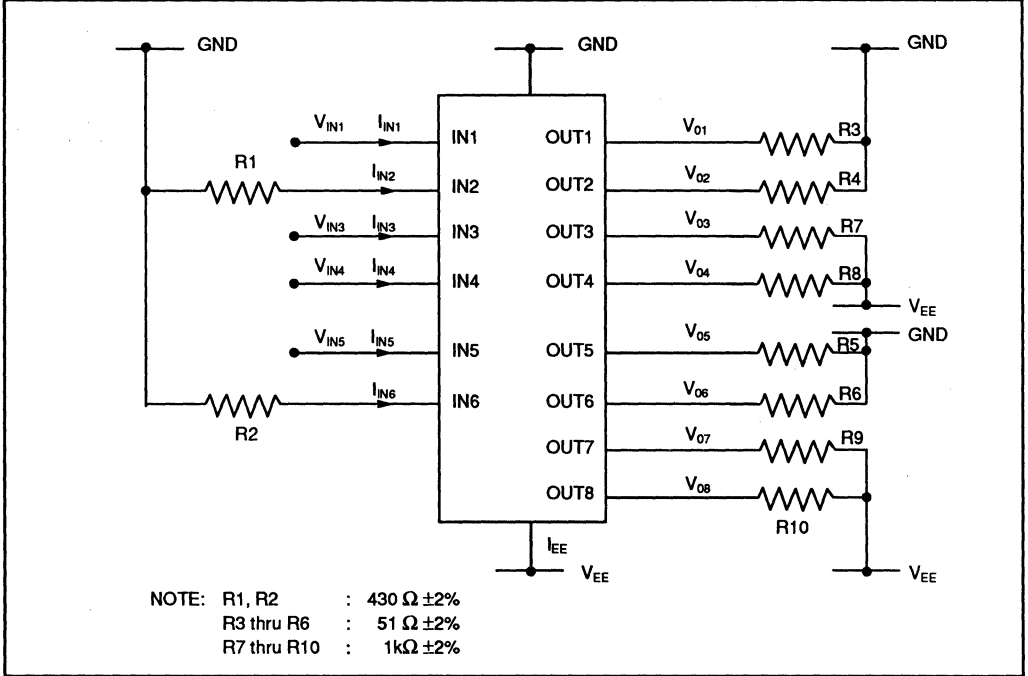 GND GND GND
V_IN1 I_IN1 IN1 OUT1 V_01 R3
R1 I_IN2 IN2 OUT2 V_02 R4
V_IN3 I_IN3 IN3 OUT3 V_03 R7
V_IN4 I_IN4 IN4 OUT4 V_04 R8
V_EE
GND
V_IN5 I_IN5 IN5 OUT5 V_05 R5
R2 I_IN6 IN6 OUT6 V_06 R6
OUT7 V_07 R9
OUT8 V_08 R10
I_EE
V_EE V_EE
NOTE: R1, R2 : 430 Ω ±2%
R3 thru R6 : 51 Ω ±2%
R7 thru R10 : 1kΩ ±2%